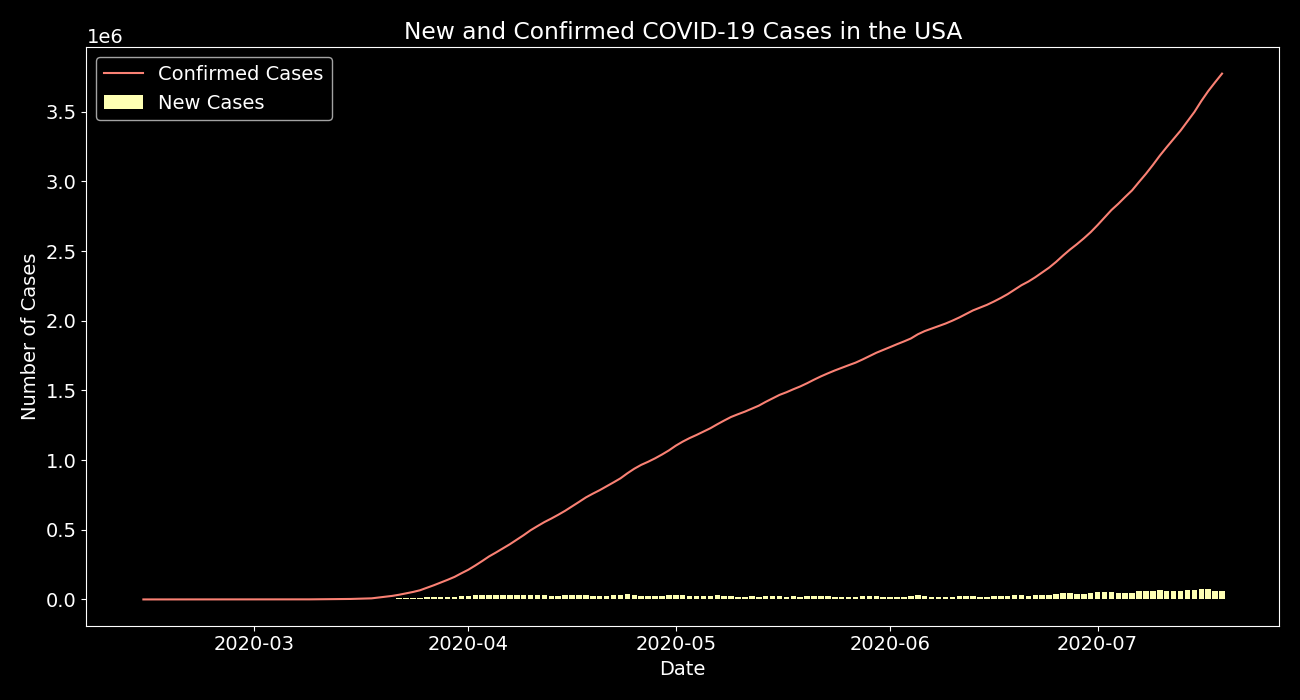 New and Confirmed COVID-19 Cases in the USA
1e6
Confirmed Cases
New Cases
3.5
3.0
2.5
2.0
1.5
1.0
0.5
0.0
Number of Cases
2020-03 2020-04 2020-05 2020-06 2020-07
Date